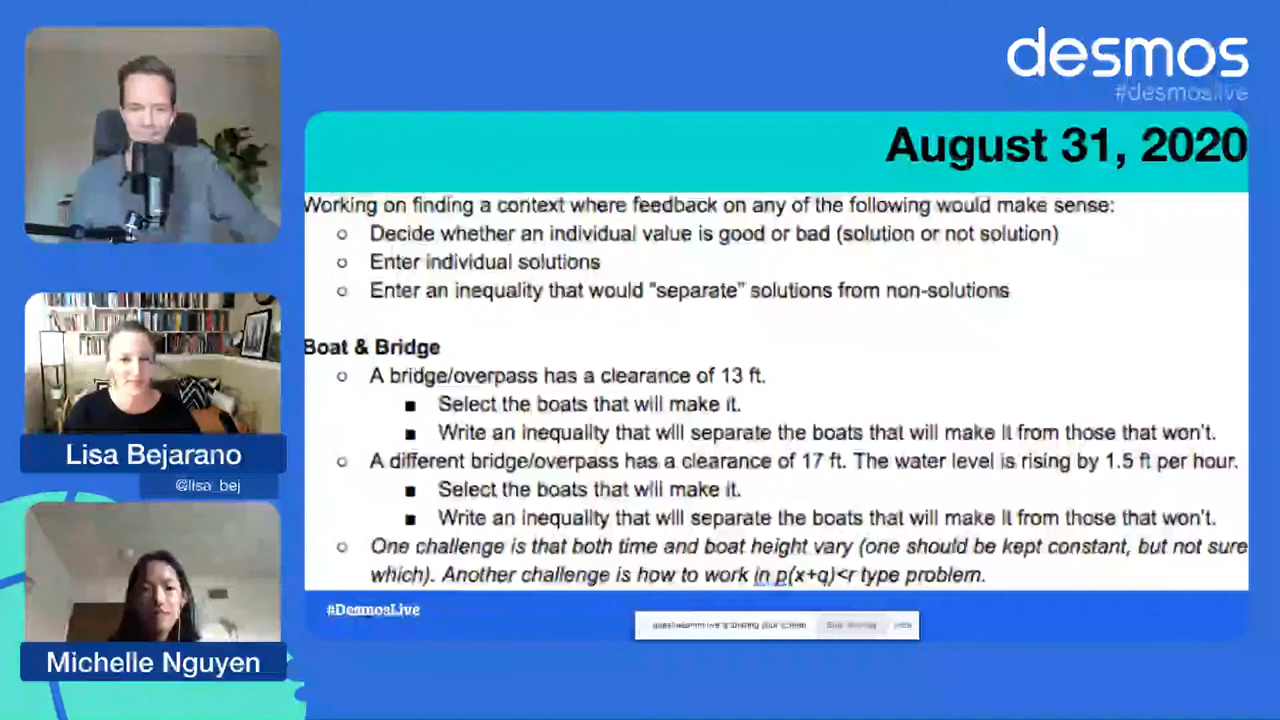 desmos
#desmoslive
August 31, 2020
Working on finding a context where feedback on any of the following would make sense:
Decide whether an individual value is good or bad (solution or not solution)
Enter individual solutions
Enter an inequality that would “separate” solutions from non-solutions
Boat & Bridge
A bridge/overpass has a clearance of 13 ft.
Select the boats that will make it.
Write an inequality that will separate the boats that will make it from those that won't.
A different bridge/overpass has a clearance of 17 ft. The water level is rising by 1.5 ft per hour.
Select the boats that will make it.
Write an inequality that will separate the boats that will make it from those that won't.
One challenge is that both time and boat height vary (one should be kept constant, but not sure
which). Another challenge is how to work in p(x+q)<r type problem.
#DesmosLive
is sharing your screen
Stop sharing
Hide
Lisa Bejarano
@lisa_bej
Michelle Nguyen